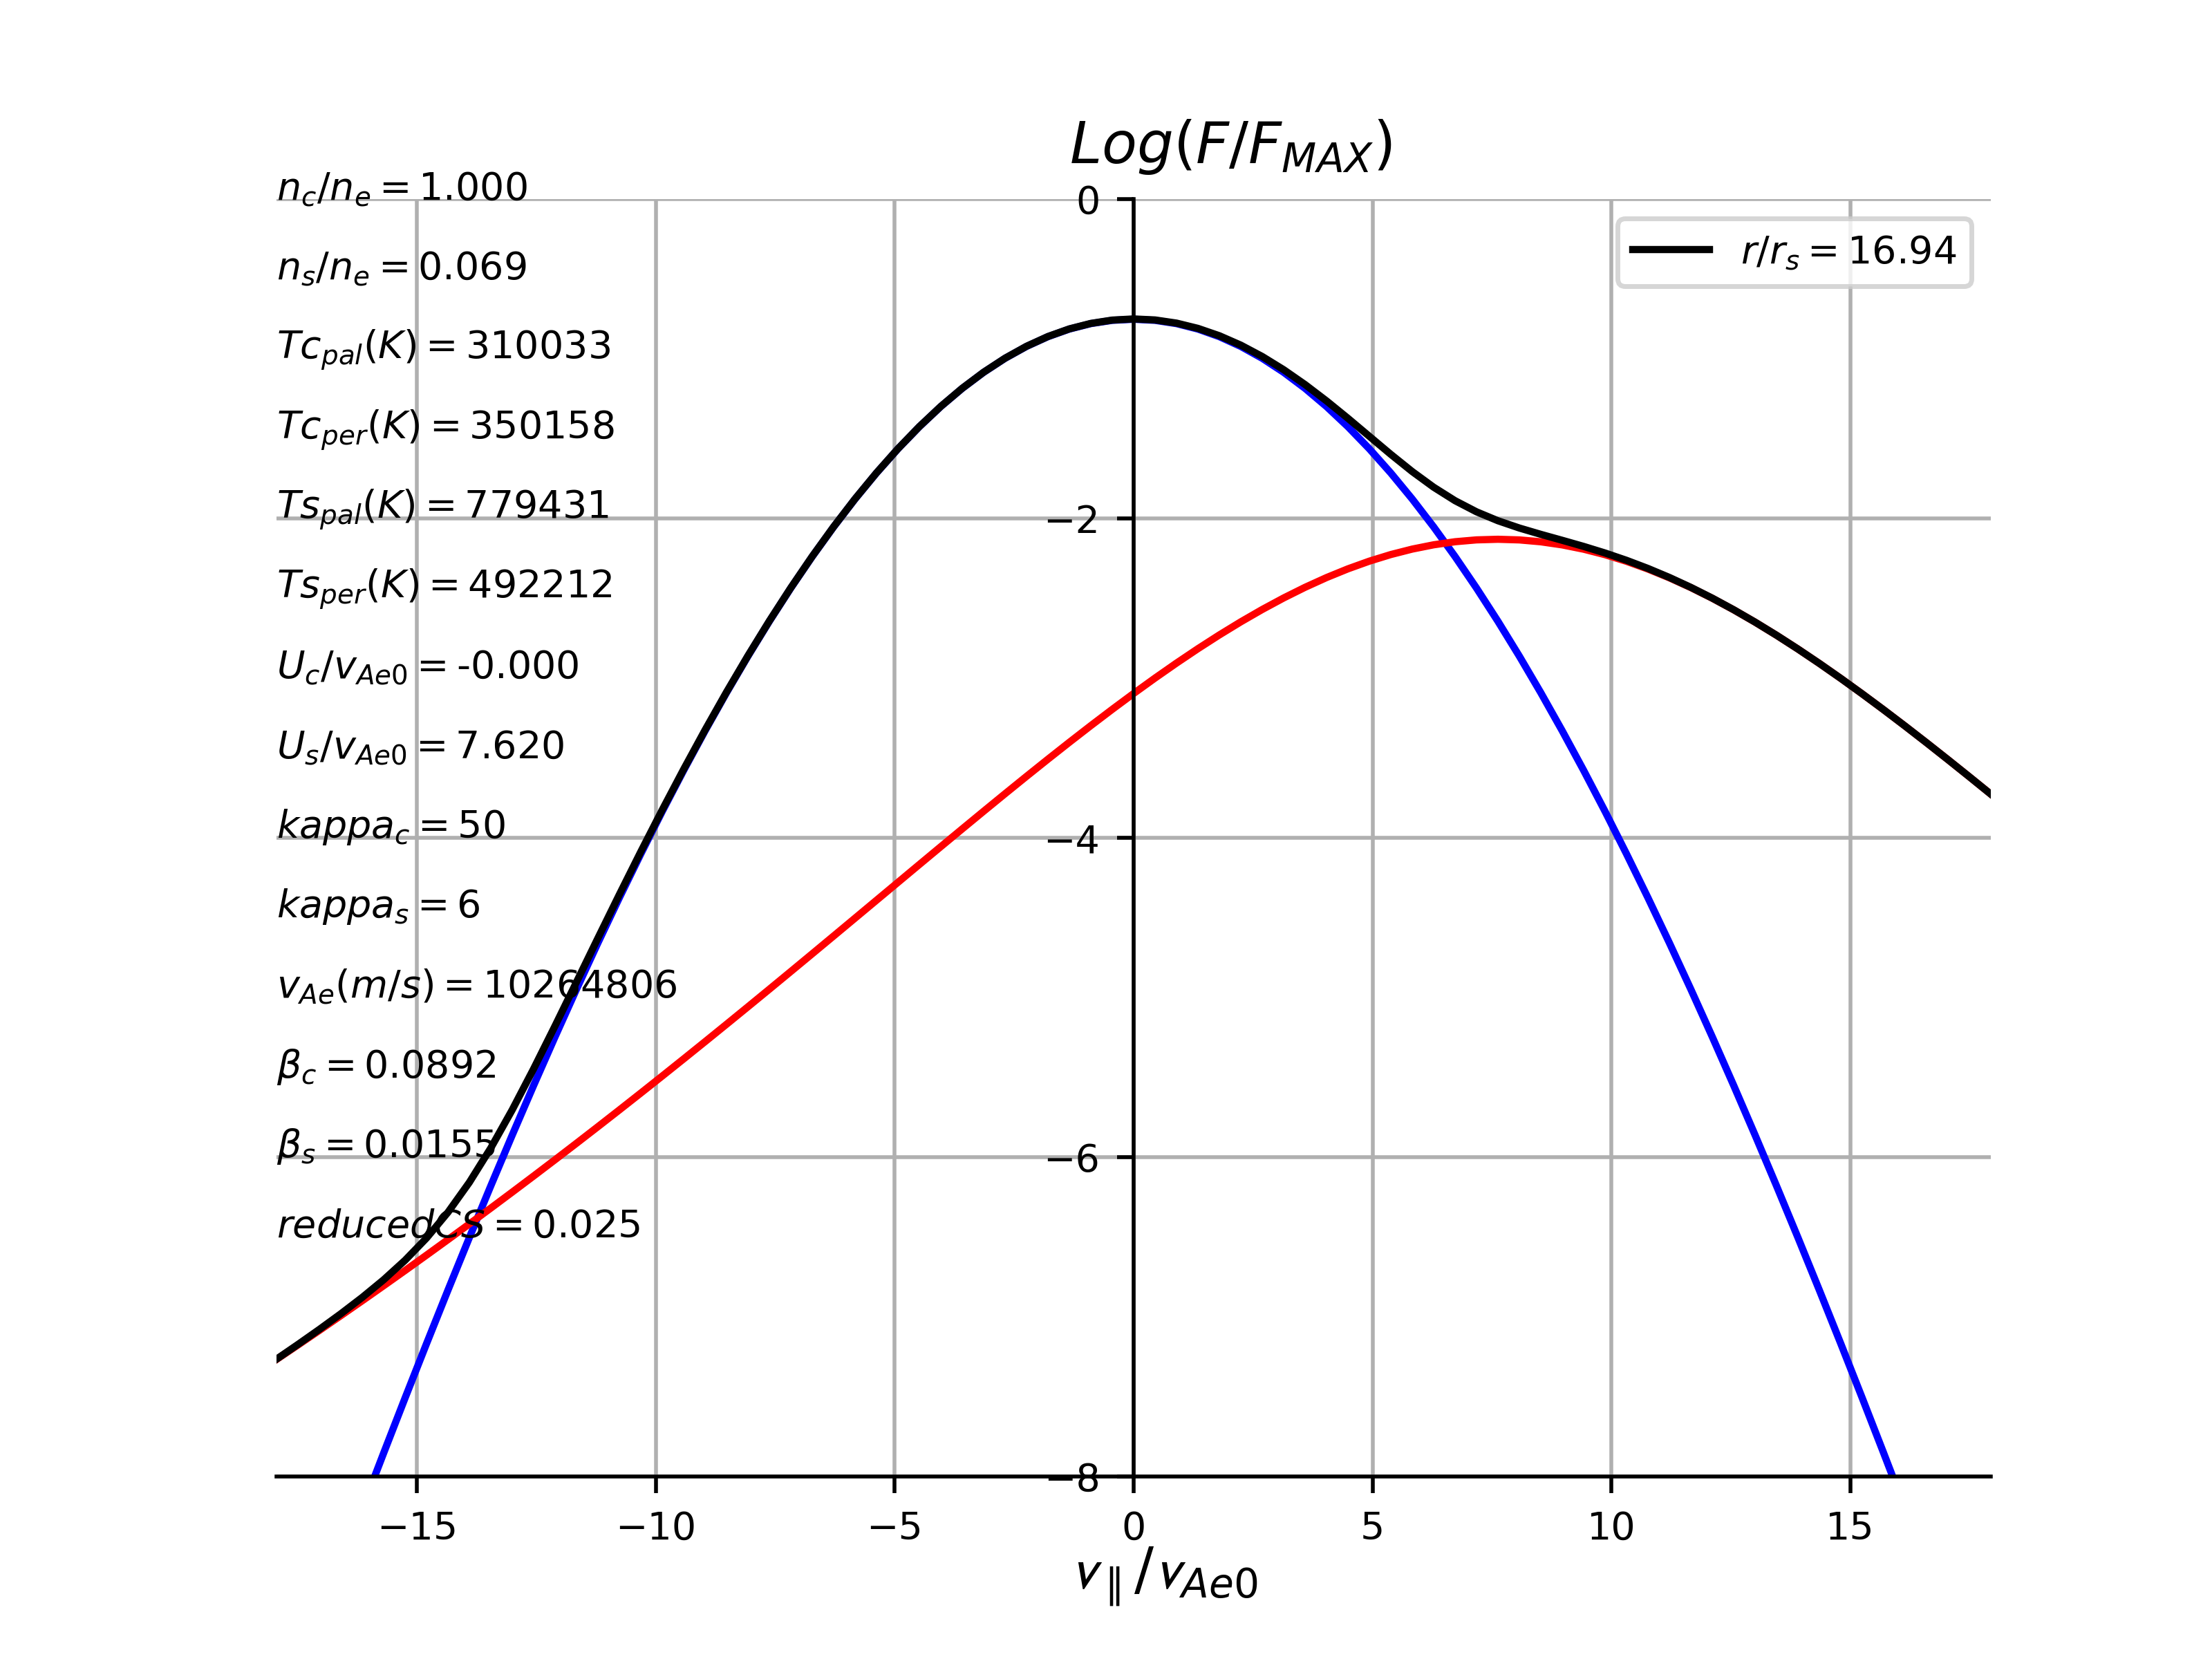 Log(F/F_MAX)
n_c/n_e = 1.000
n_s/n_e = 0.069
Tc_pal(K) = 310033
Tc_per(K) = 350158
Ts_pal(K) = 779431
Ts_per(K) = 492212
U_c/v_Ae0 = -0.000
U_s/v_Ae0 = 7.620
kappa_c = 50
kappa_s = 6
v_Ae(m/s) = 10264806
β_c = 0.0892
β_s = 0.0155
reducedCS = 0.025
r/r_s = 16.94
0
−2
−4
−6
−8
−15 −10 −5 0 5 10 15
v_∥/v_Ae0